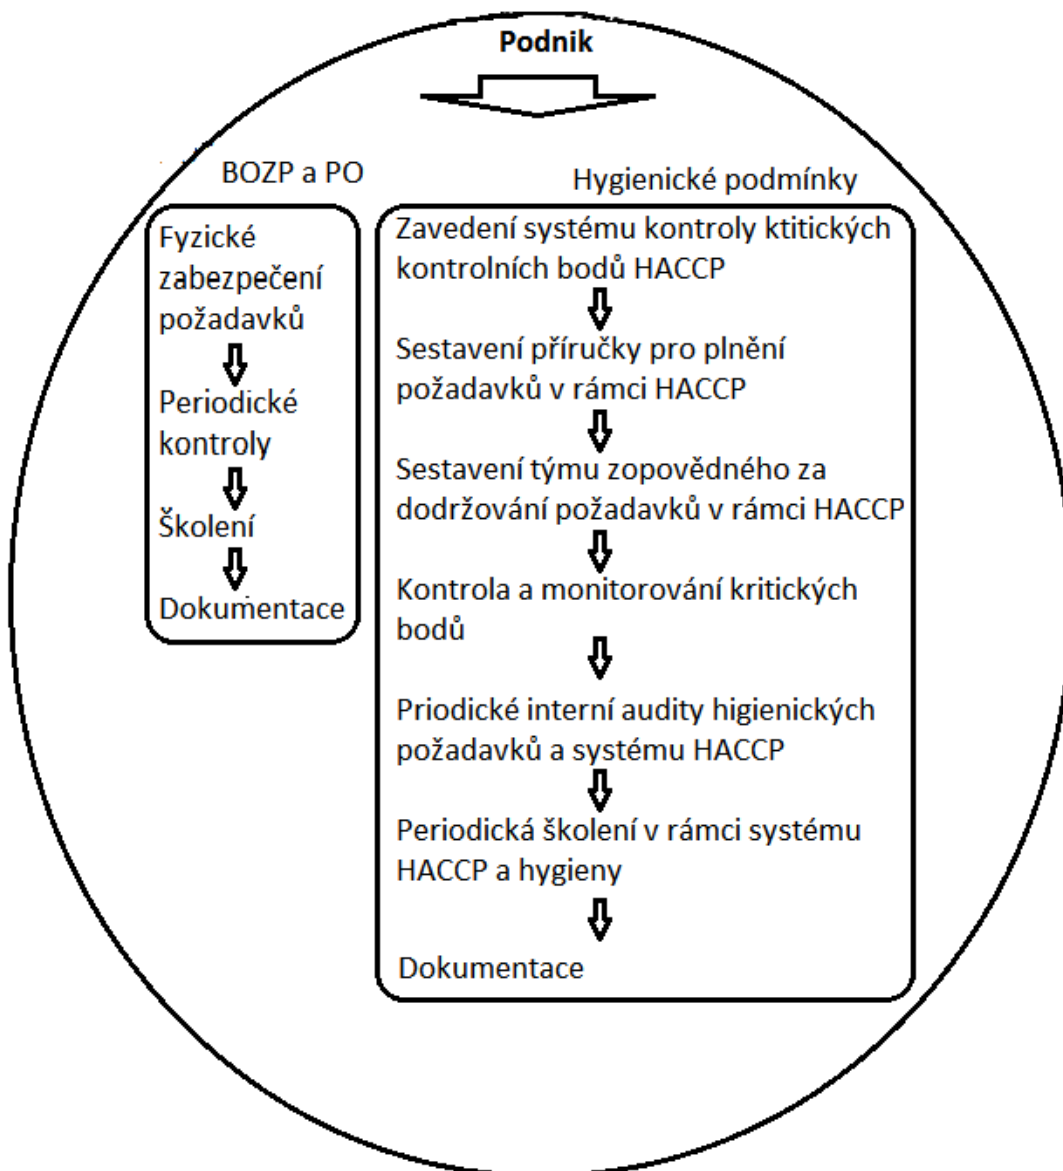 Podnik
BOZP a PO
Fyzické
zabezpečení
požadavků
Periodické
kontroly
Školení
Dokumentace
Hygienické podmínky
Zavedení systému kontroly ktitických
kontrolních bodů HACCP
Sestavení příručky pro plnění
požadavků v rámci HACCP
Sestavení týmu zopovědného za
dodržování požadavků v rámci HACCP
Kontrola a monitorování kritických
bodů
Priodické interní audity higienických
požadavků a systému HACCP
Periodická školení v rámci systému
HACCP a hygieny
Dokumentace